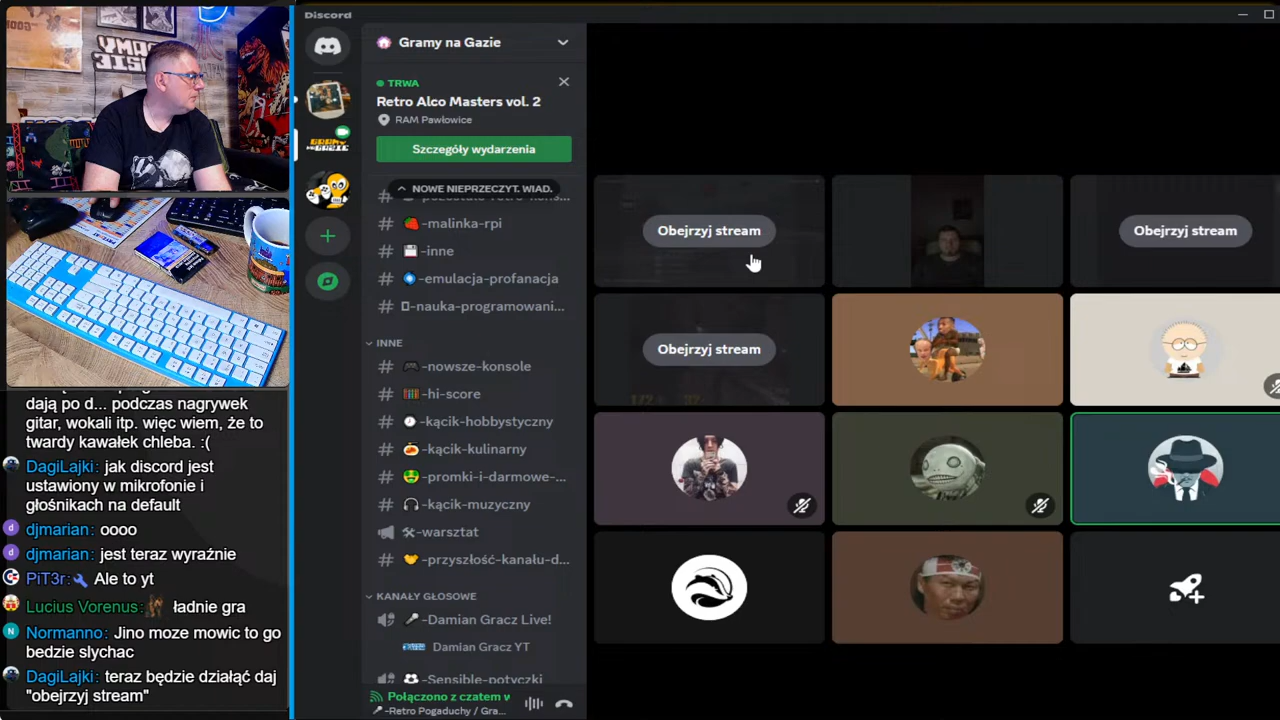 Discord
Gramy na Gazie
TRWA
Retro Alco Masters vol. 2
RAM Pawłowice
Szczegóły wydarzenia
NOWE NIEPRZECZYT. WIAD.
# -malinka-rpi
# -inne
# -emulacja-profanacja
# -nauka-programowani...
INNE
# -nowsze-konsole
# -hi-score
# -kącik-hobbystyczny
# -kącik-kulinarny
# -promki-i-darmowe-...
# -kącik-muzyczny
-warsztat
-przyszłość-kanału-d...
KANAŁY GŁOSOWE
-Damian Gracz Live!
Damian Gracz YT
-Sensible-potyczki
Połączono z czatem w
-Retro Pogaduchy / Gra...
Obejrzyj stream
Obejrzyj stream
Obejrzyj stream
dają po d... podczas nagrywek
gitar, wokali itp. więc wiem, że to
twardy kawałek chleba. :(
DagiLajki: jak discord jest
ustawiony w mikrofonie i
głośnikach na default
d djmarian: oooo
d djmarian: jest teraz wyraźnie
PiT3r: Ale to yt
Lucius Vorenus: ładnie gra
N Normanno: Jino moze mowic to go
bedzie slychac
DagiLajki: teraz będzie działąć daj
"obejrzyj stream"